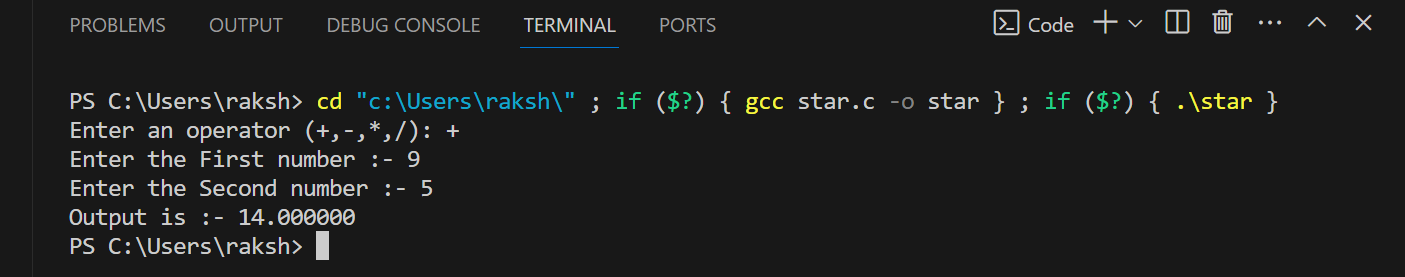 PROBLEMS OUTPUT DEBUG CONSOLE TERMINAL PORTS Code
PS C:\Users\raksh> cd "c:\Users\raksh\" ; if ($?) { gcc star.c -o star } ; if ($?) { .\star }
Enter an operator (+,-,*,/): +
Enter the First number :- 9
Enter the Second number :- 5
Output is :- 14.000000
PS C:\Users\raksh>